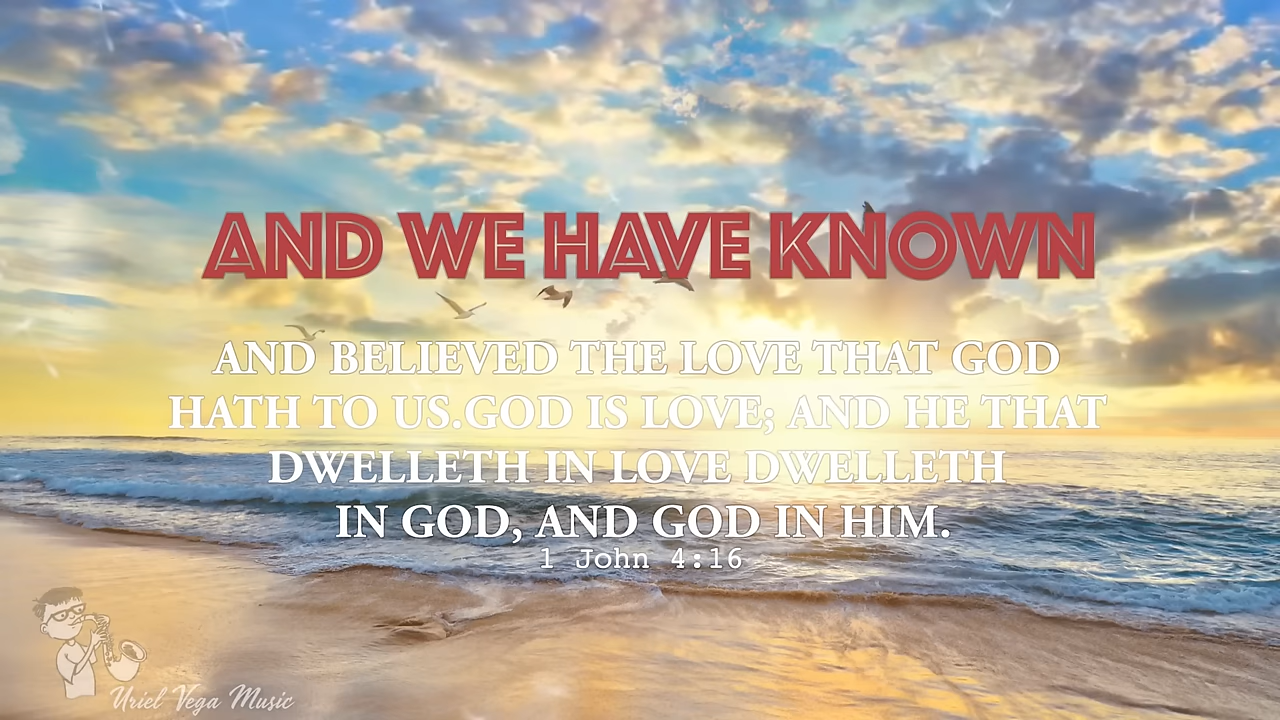 AND WE HAVE KNOWN
AND BELIEVED THE LOVE THAT GOD
HATH TO US.GOD IS LOVE; AND HE THAT
DWELLETH IN LOVE DWELLETH
IN GOD, AND GOD IN HIM.
1 John 4:16
Uriel Vega Music